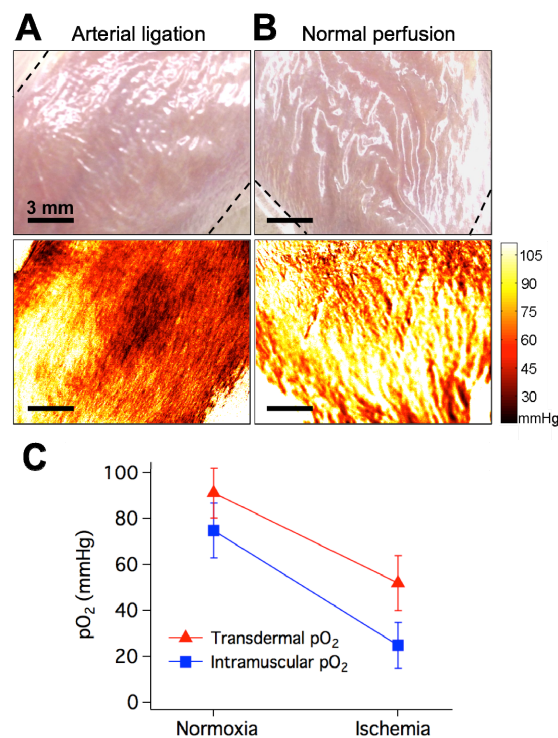 A Arterial ligation
B Normal perfusion
3 mm
105
90
75
60
45
30
mmHg
C
100
80
60
40
20
0
pO₂ (mmHg)
Transdermal pO₂
Intramuscular pO₂
Normoxia Ischemia